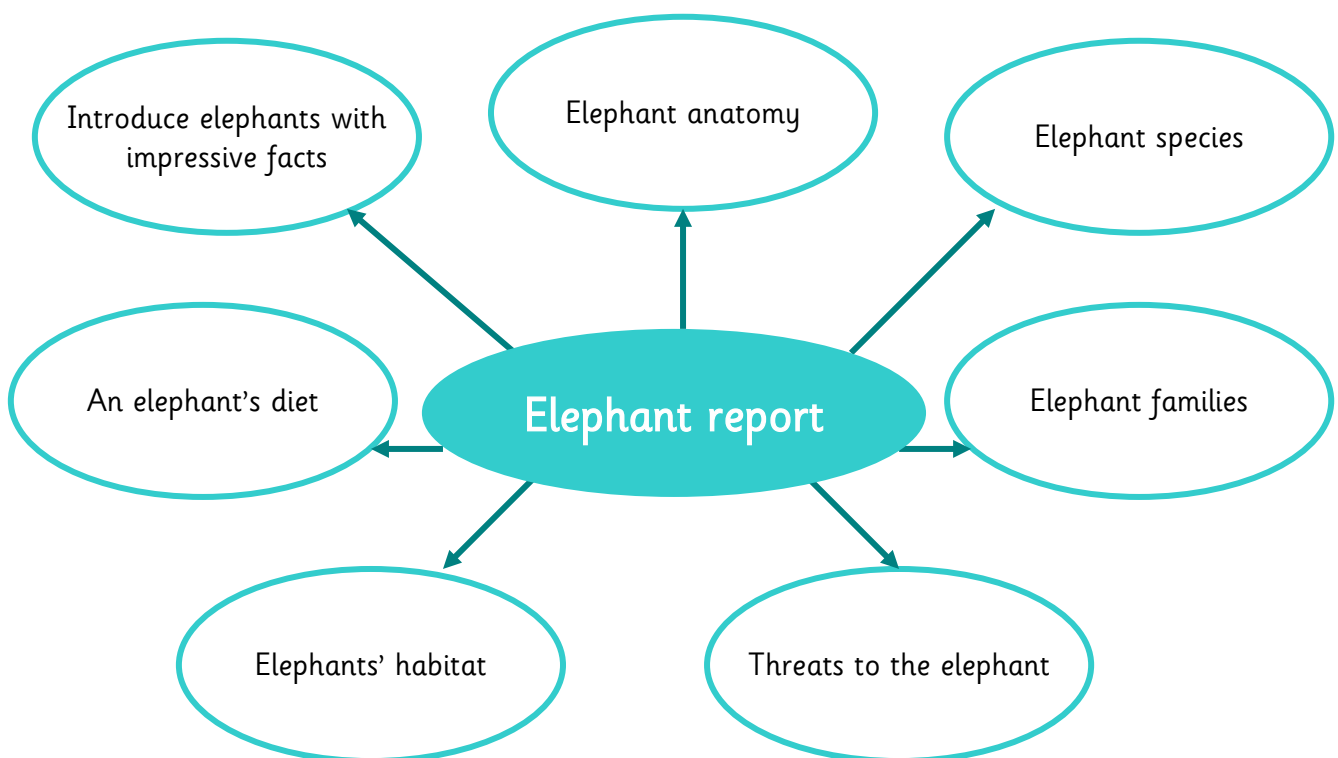 Introduce elephants with
impressive facts
Elephant anatomy
Elephant species
An elephant’s diet
Elephant report
Elephant families
Elephants’ habitat
Threats to the elephant